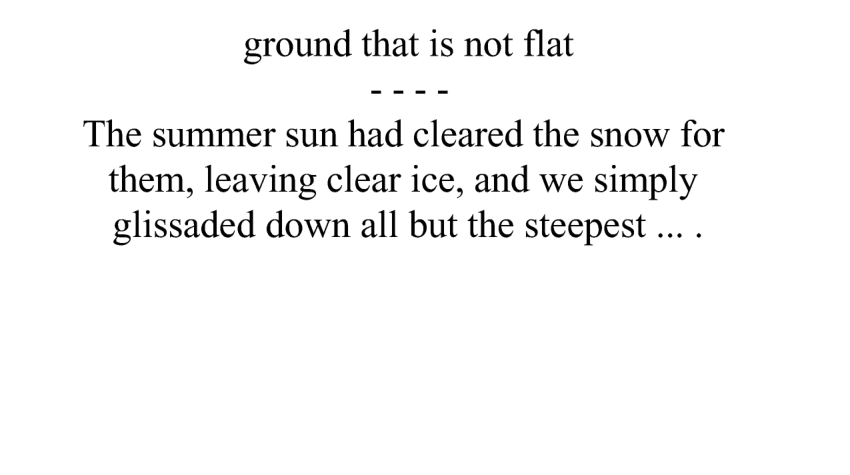 ground that is not flat
- - - -
The summer sun had cleared the snow for
them, leaving clear ice, and we simply
glissaded down all but the steepest ... .